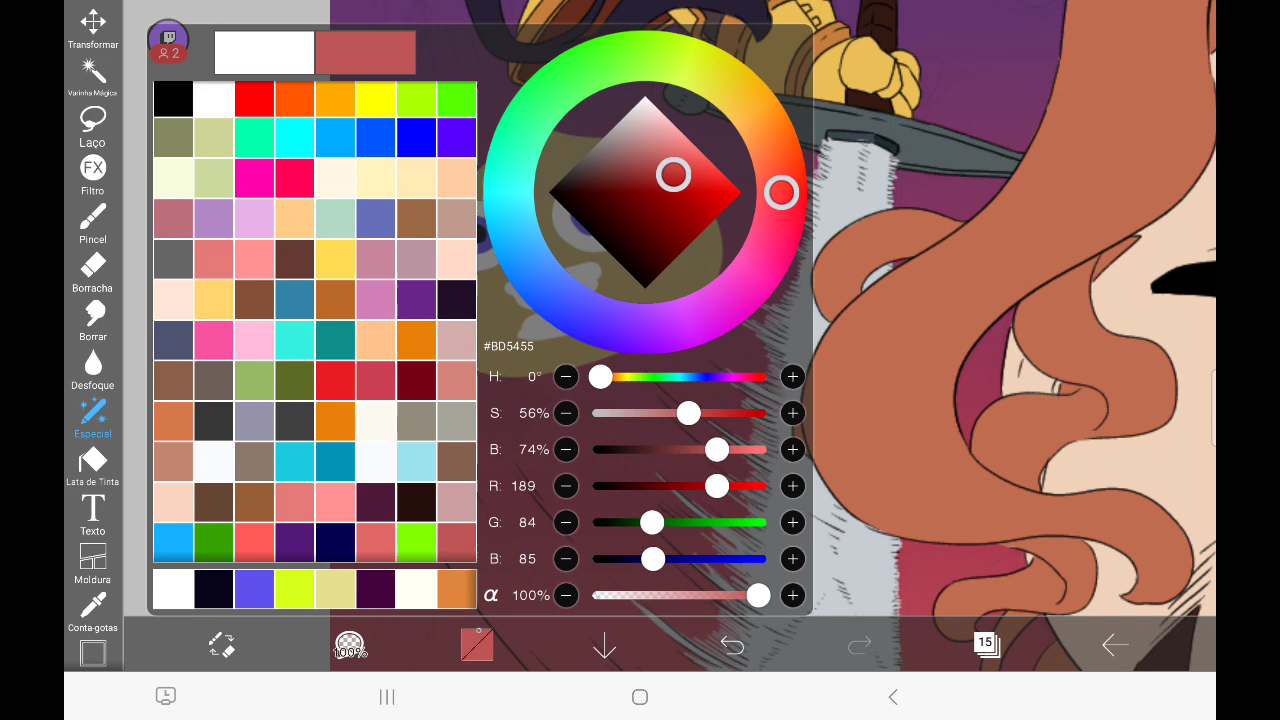 Transformar
Varinha Mágica
Laço
FX
Filtro
Pincel
Borracha
Borrar
Desfoque
Especial
Lata de Tinta
T
Texto
Moldura
Conta-gotas
2
#BD5455
H: 0°
S: 56%
B: 74%
R: 189
G: 84
B: 85
α 100%
100%
15